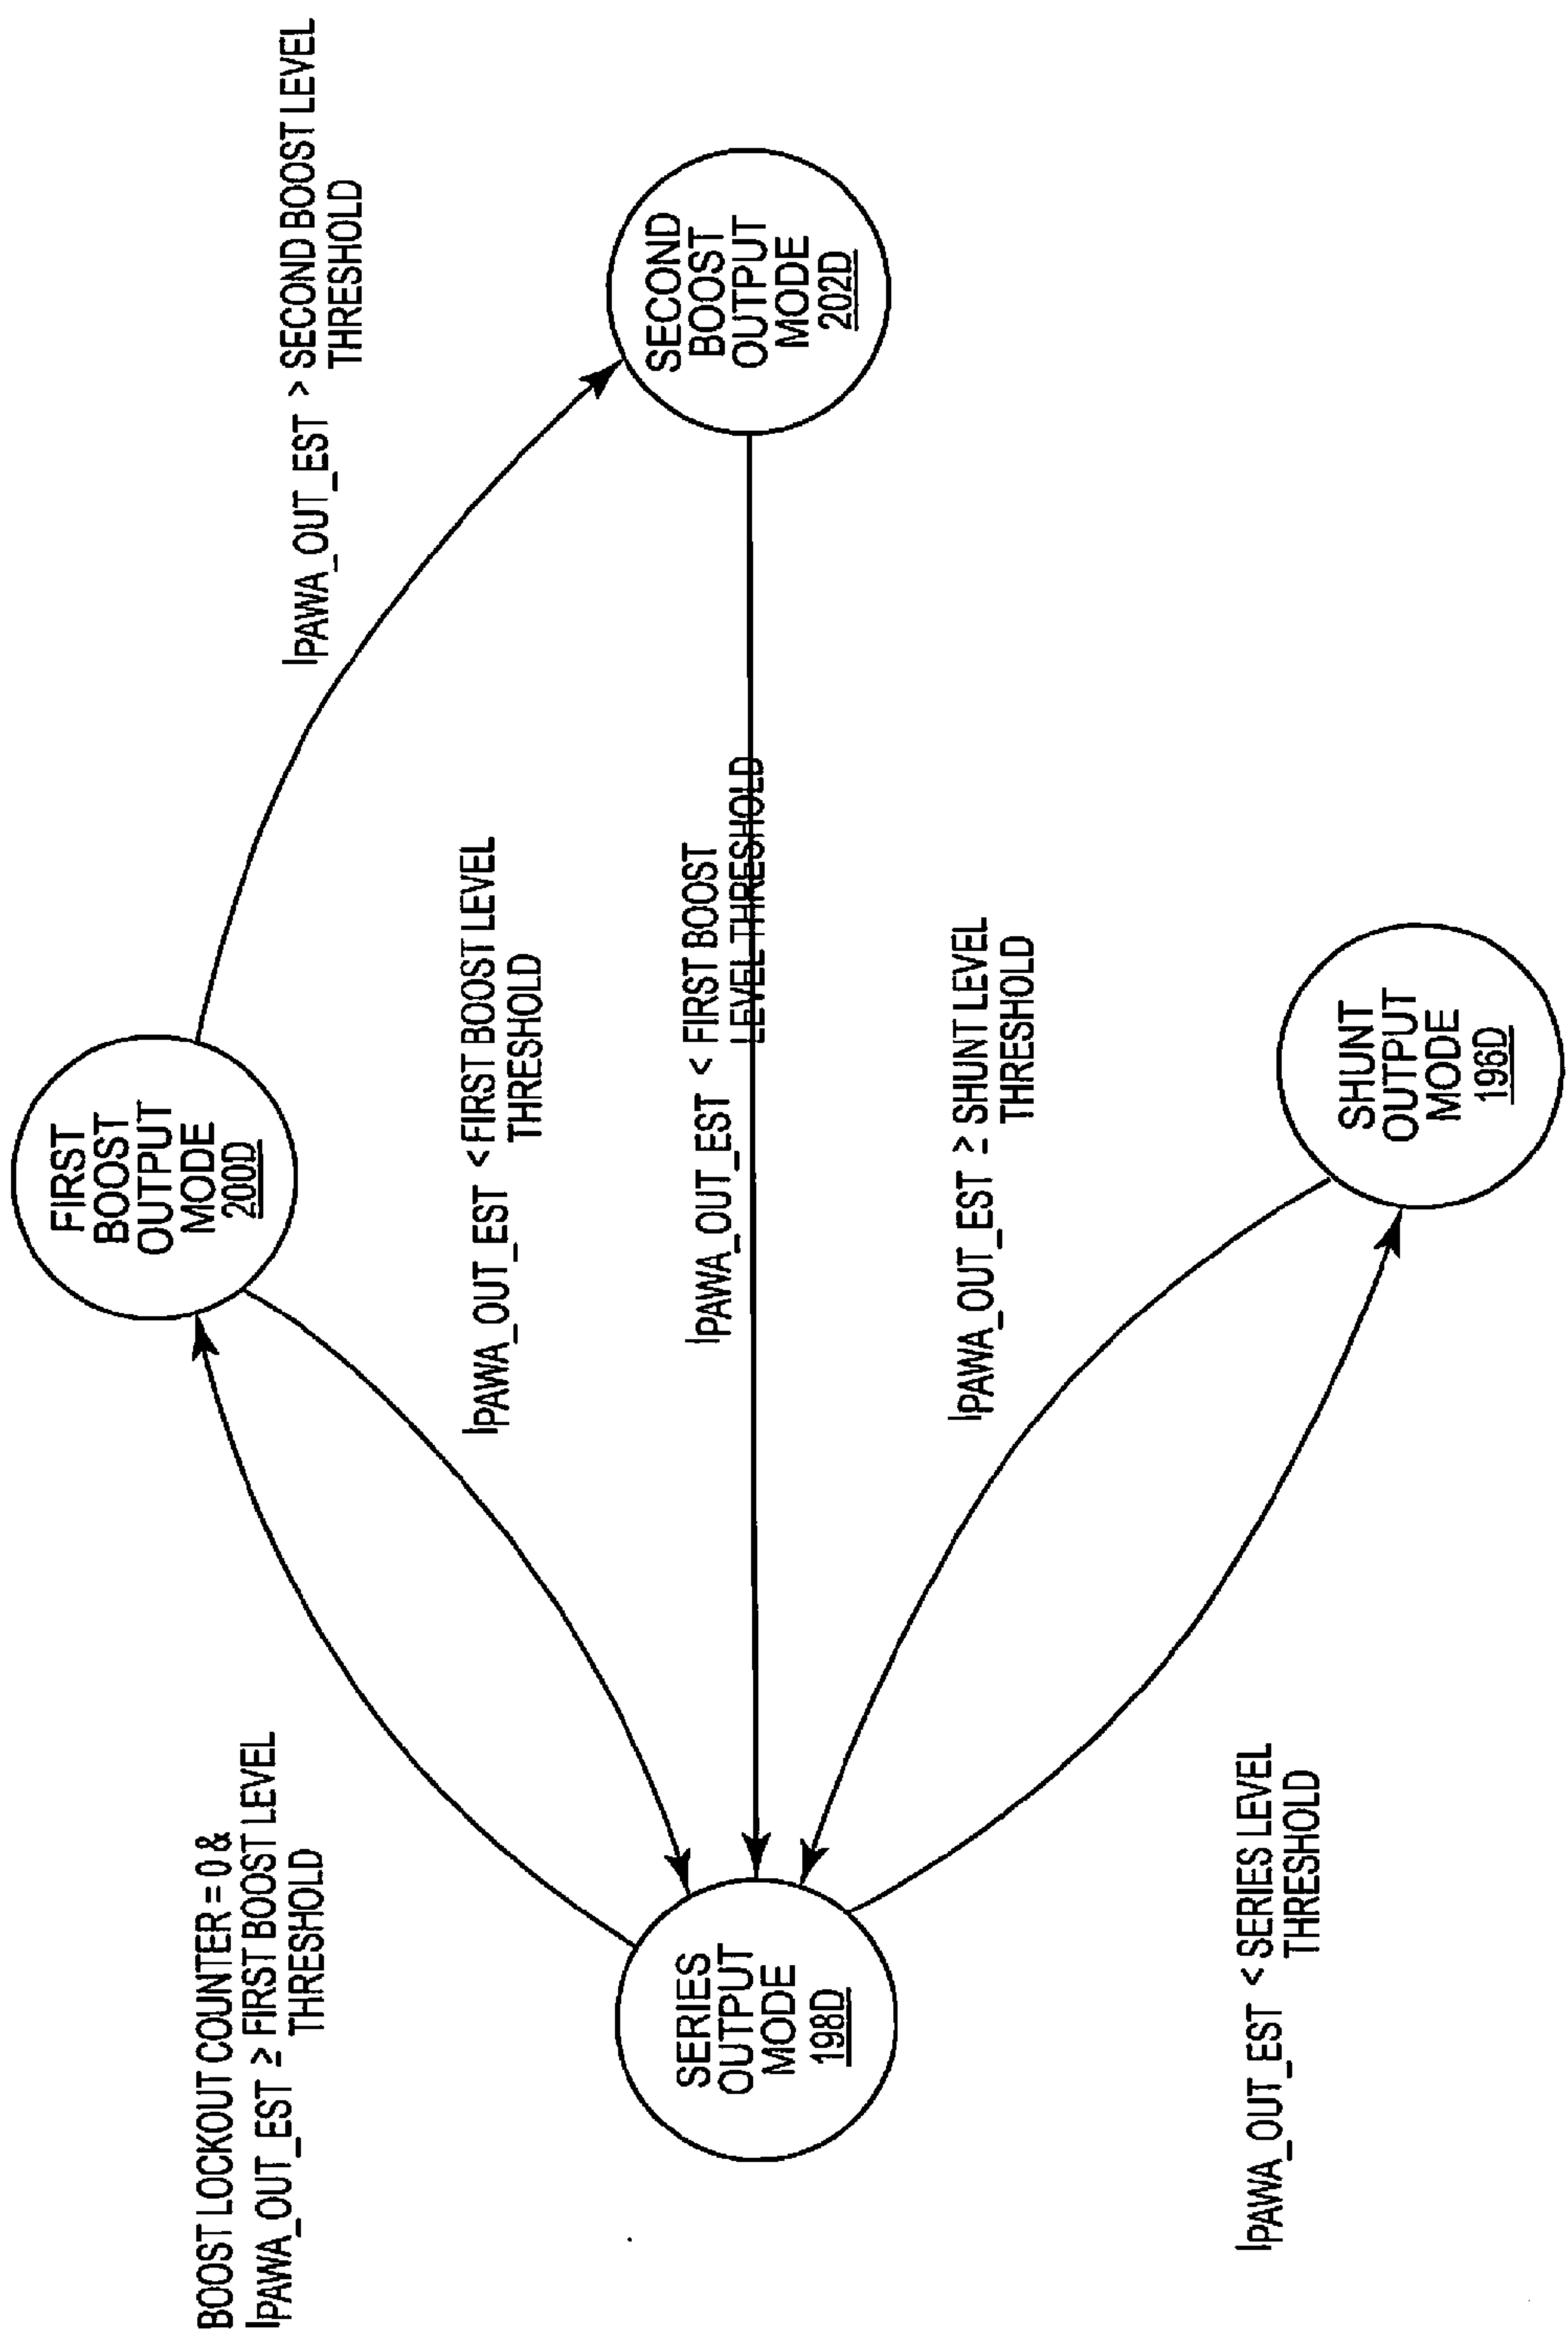 BOOST LOCKOUT COUNTER = 0 &
IPAWA_OUT_EST ≥ FIRST BOOST LEVEL
THRESHOLD
FIRST
BOOST
OUTPUT
MODE
200D
IPAWA_OUT_EST > SECOND BOOST LEVEL
THRESHOLD
IPAWA_OUT_EST < FIRST BOOST LEVEL
THRESHOLD
SERIES
OUTPUT
MODE
198D
IPAWA_OUT_EST < FIRST BOOST
LEVEL THRESHOLD
SECOND
BOOST
OUTPUT
MODE
202D
IPAWA_OUT_EST ≥ SHUNT LEVEL
THRESHOLD
IPAWA_OUT_EST < SERIES LEVEL
THRESHOLD
SHUNT
OUTPUT
MODE
196D